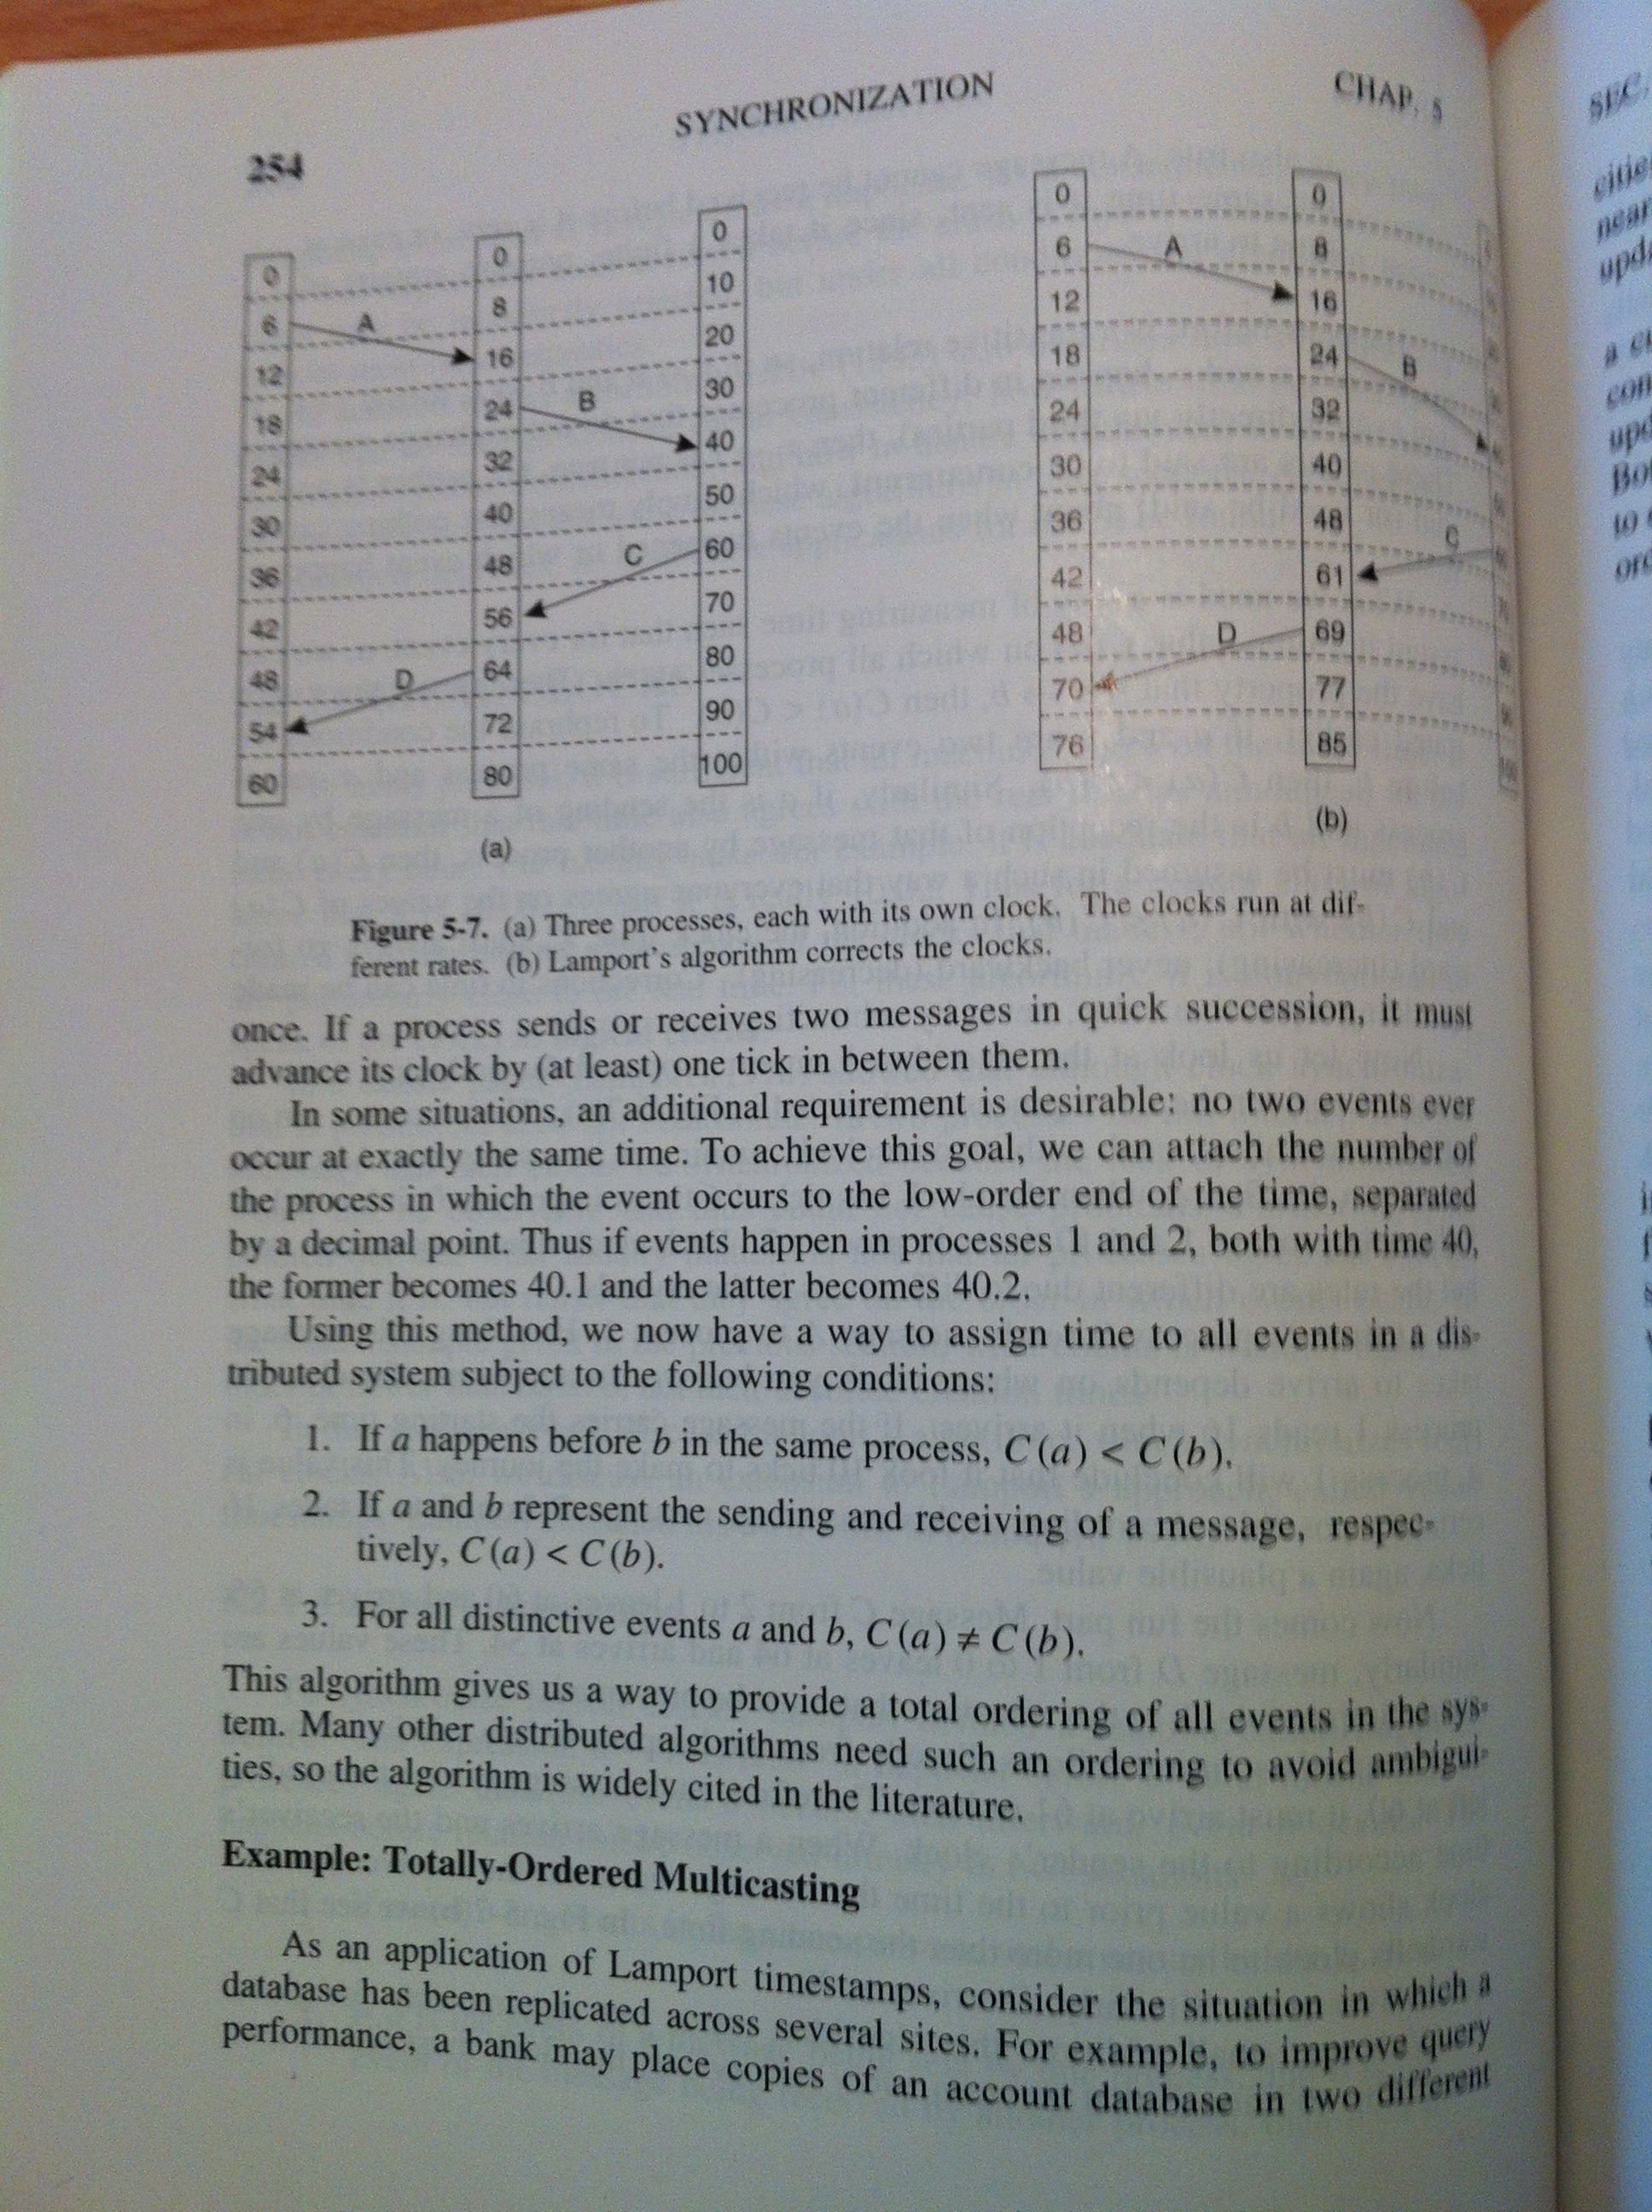 SYNCHRONIZATION
CHAP. 5
254
0
6
12
18
24
30
36
42
48
54
60
0
8
16
24
32
40
48
56
64
72
80
0
10
20
30
40
50
60
70
80
90
100
A
B
C
D
(a)
0
6
12
18
24
30
36
42
48
70
76
0
8
16
24
32
40
48
61
69
77
85
A
B
C
D
(b)
Figure 5-7. (a) Three processes, each with its own clock. The clocks run at dif-
ferent rates. (b) Lamport's algorithm corrects the clocks.
once. If a process sends or receives two messages in quick succession, it must
advance its clock by (at least) one tick in between them.
In some situations, an additional requirement is desirable: no two events ever
occur at exactly the same time. To achieve this goal, we can attach the number of
the process in which the event occurs to the low-order end of the time, separated
by a decimal point. Thus if events happen in processes 1 and 2, both with time 40,
the former becomes 40.1 and the latter becomes 40.2.
Using this method, we now have a way to assign time to all events in a dis-
tributed system subject to the following conditions:
1. If a happens before b in the same process, C(a) < C(b).
2. If a and b represent the sending and receiving of a message, respec-
tively, C(a) < C(b).
3. For all distinctive events a and b, C(a) ≠ C(b).
This algorithm gives us a way to provide a total ordering of all events in the sys-
tem. Many other distributed algorithms need such an ordering to avoid ambigui-
ties, so the algorithm is widely cited in the literature.
Example: Totally-Ordered Multicasting
As an application of Lamport timestamps, consider the situation in which a
database has been replicated across several sites. For example, to improve query
performance, a bank may place copies of an account database in two different